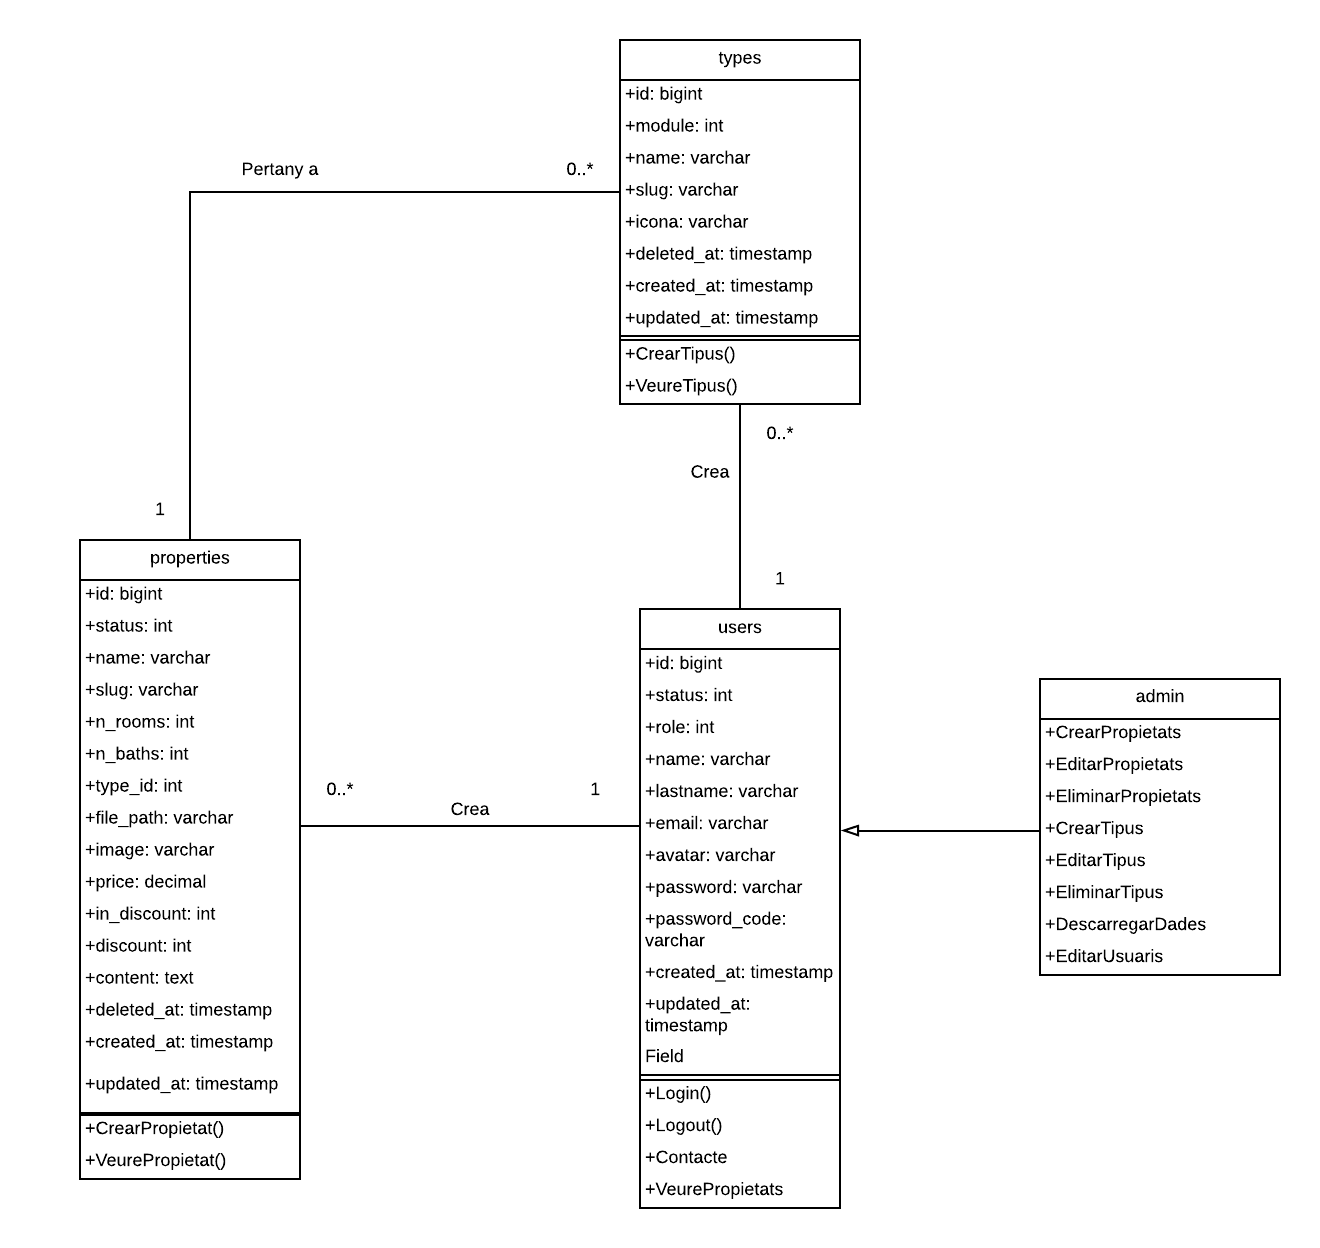 types
+id: bigint
+module: int
+name: varchar
+slug: varchar
+icona: varchar
+deleted_at: timestamp
+created_at: timestamp
+updated_at: timestamp
+CrearTipus()
+VeureTipus()
Pertany a
0..*
1
0..*
Crea
1
properties
+id: bigint
+status: int
+name: varchar
+slug: varchar
+n_rooms: int
+n_baths: int
+type_id: int
+file_path: varchar
+image: varchar
+price: decimal
+in_discount: int
+discount: int
+content: text
+deleted_at: timestamp
+created_at: timestamp
+updated_at: timestamp
+CrearPropietat()
+VeurePropietat()
0..*
Crea
1
users
+id: bigint
+status: int
+role: int
+name: varchar
+lastname: varchar
+email: varchar
+avatar: varchar
+password: varchar
+password_code:
varchar
+created_at: timestamp
+updated_at:
timestamp
Field
+Login()
+Logout()
+Contacte
+VeurePropietats
admin
+CrearPropietats
+EditarPropietats
+EliminarPropietats
+CrearTipus
+EditarTipus
+EliminarTipus
+DescarregarDades
+EditarUsuaris